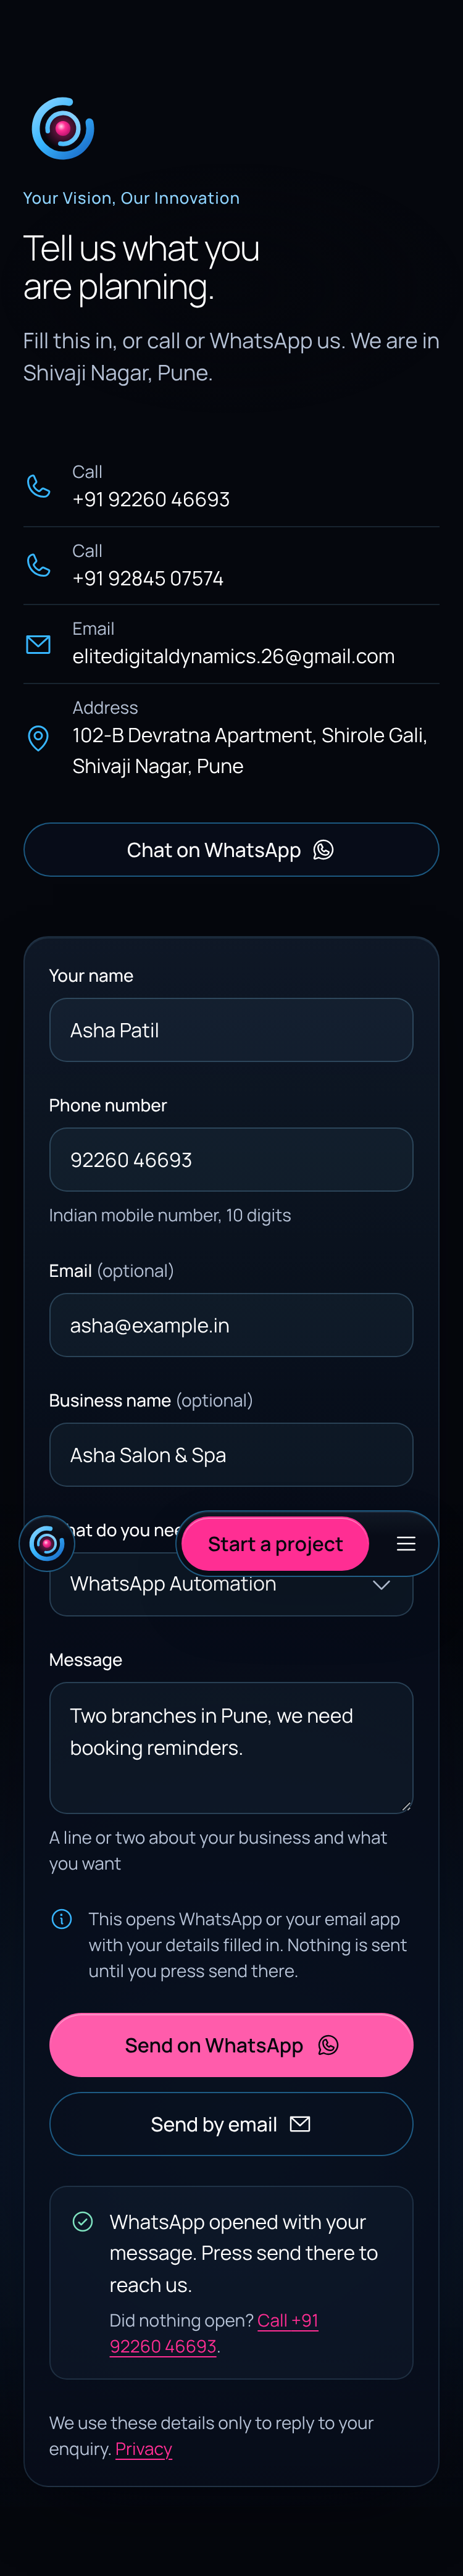 Your Vision, Our Innovation
Tell us what you
are planning.
Fill this in, or call or WhatsApp us. We are in
Shivaji Nagar, Pune.
Call
+91 92260 46693
Call
+91 92845 07574
Email
elitedigitaldynamics.26@gmail.com
Address
102-B Devratna Apartment, Shirole Gali,
Shivaji Nagar, Pune
Chat on WhatsApp
Your name
Asha Patil
Phone number
92260 46693
Indian mobile number, 10 digits
Email (optional)
asha@example.in
Business name (optional)
Asha Salon & Spa
do you
Start a project
WhatsApp Automation
Message
Two branches in Pune, we need
booking reminders.
A line or two about your business and what
you want
This opens WhatsApp or your email app
with your details filled in. Nothing is sent
until you press send there.
Send on WhatsApp
Send by email
WhatsApp opened with your
message. Press send there to
reach us.
Did nothing open? Call +91
92260 46693.
We use these details only to reply to your
enquiry. Privacy